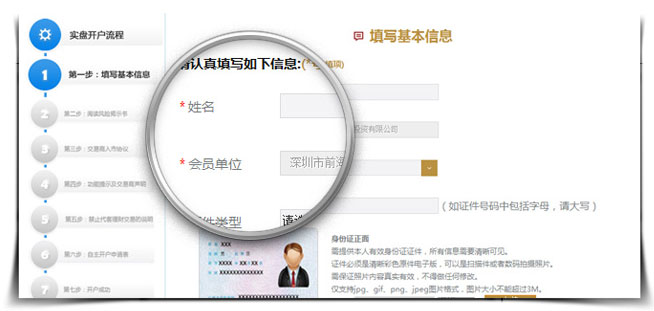 实盘开户流程
1 第一步：填写基本信息
2 第二步：阅读风险揭示书
3 第三步：交易商入市协议
4 第四步：功能提示及交易商声明
5 第五步：禁止代客理财交易的说明
6 第六步：自主开户申请表
7 第七步：开户成功
填写基本信息
请认真填写如下信息:(*
填项)
* 姓名
* 会员单位
深圳市前海
投资有限公司
件类型
请选
（如证件号码中包括字母，请大写）
XXX
XXXX
身份证正面
需提供本人有效身份证证件，所有信息需要清晰可见。
证件必须是清晰彩色原件电子版，可以是扫描件或者数码拍摄照片。
需保证照片内容真实有效，不得做任何修改。
仅支持jpg、gif、png、jpeg图片格式，图片大小不能超过3M。